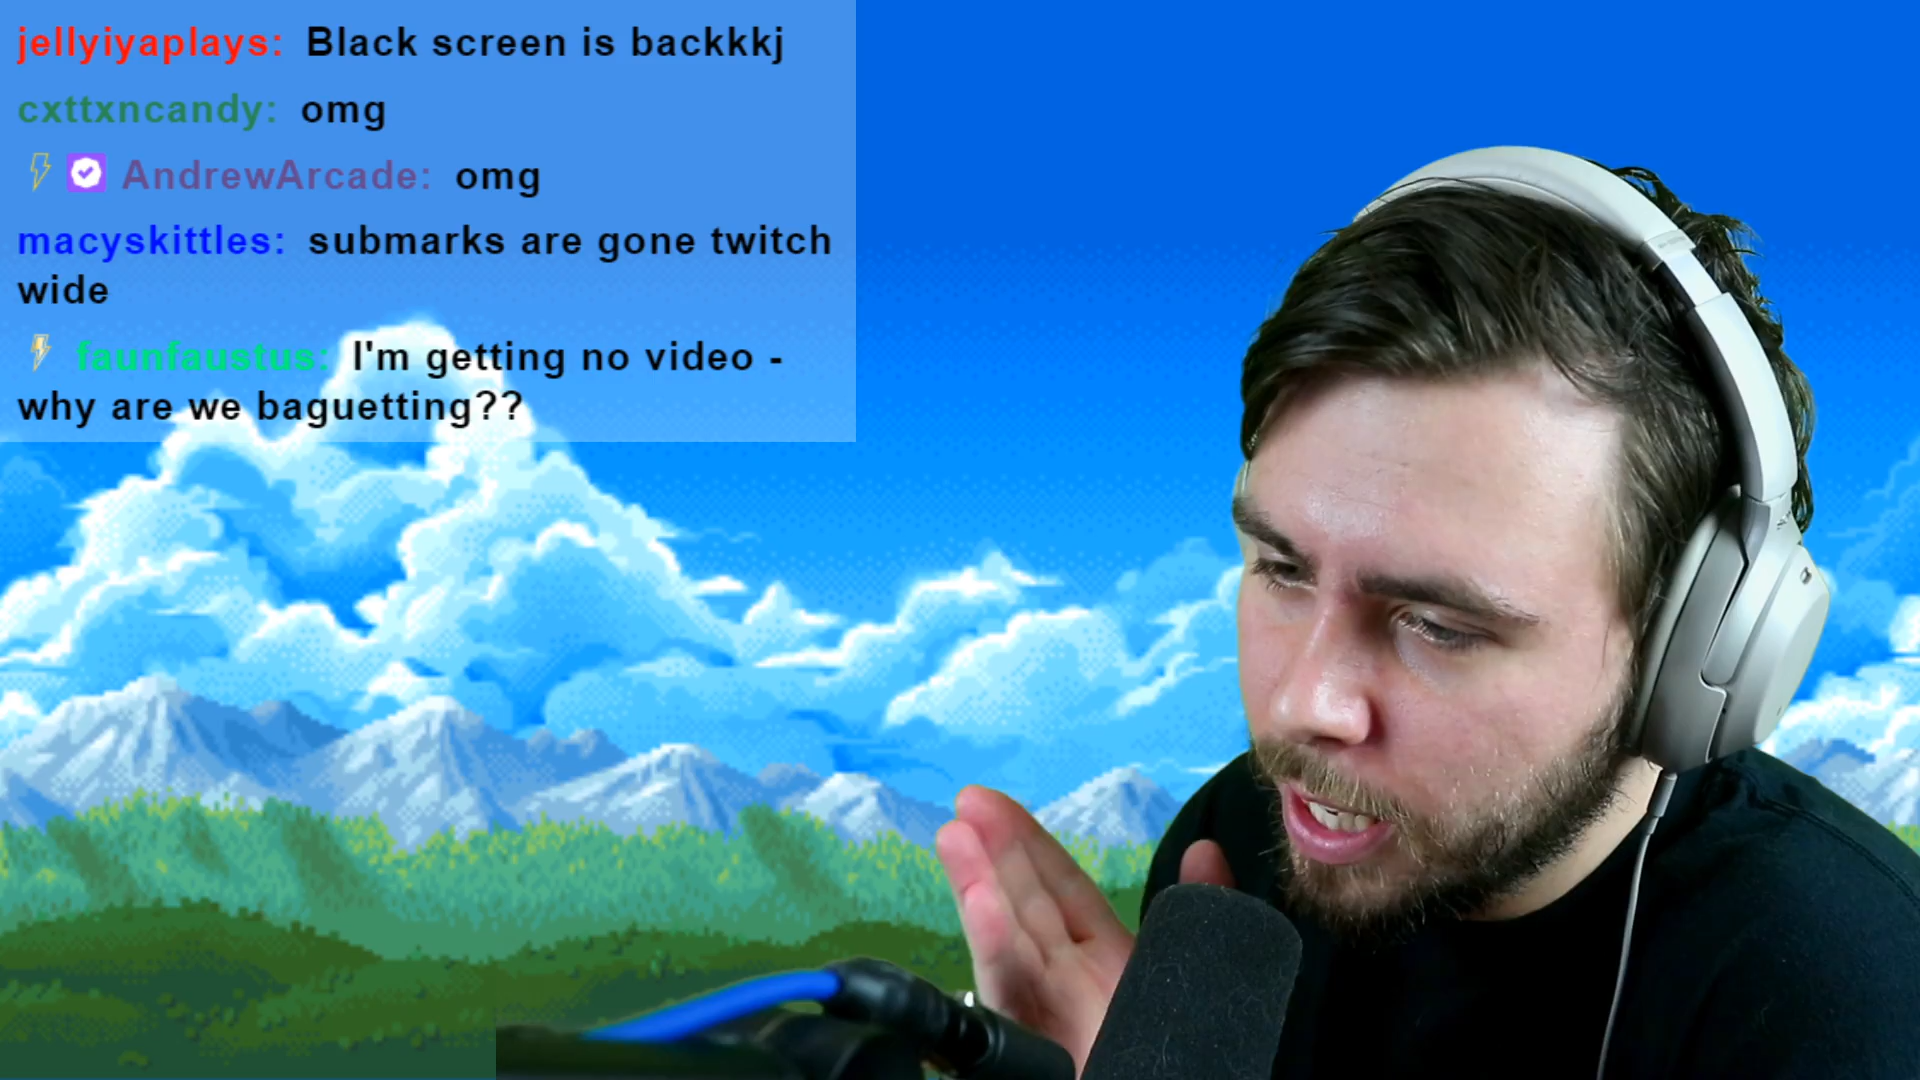 jellyiyaplays: Black screen is backkkj
cxttxncandy: omg
AndrewArcade: omg
macyskittles: submarks are gone twitch
wide
faunfaustus: I'm getting no video -
why are we baguetting??